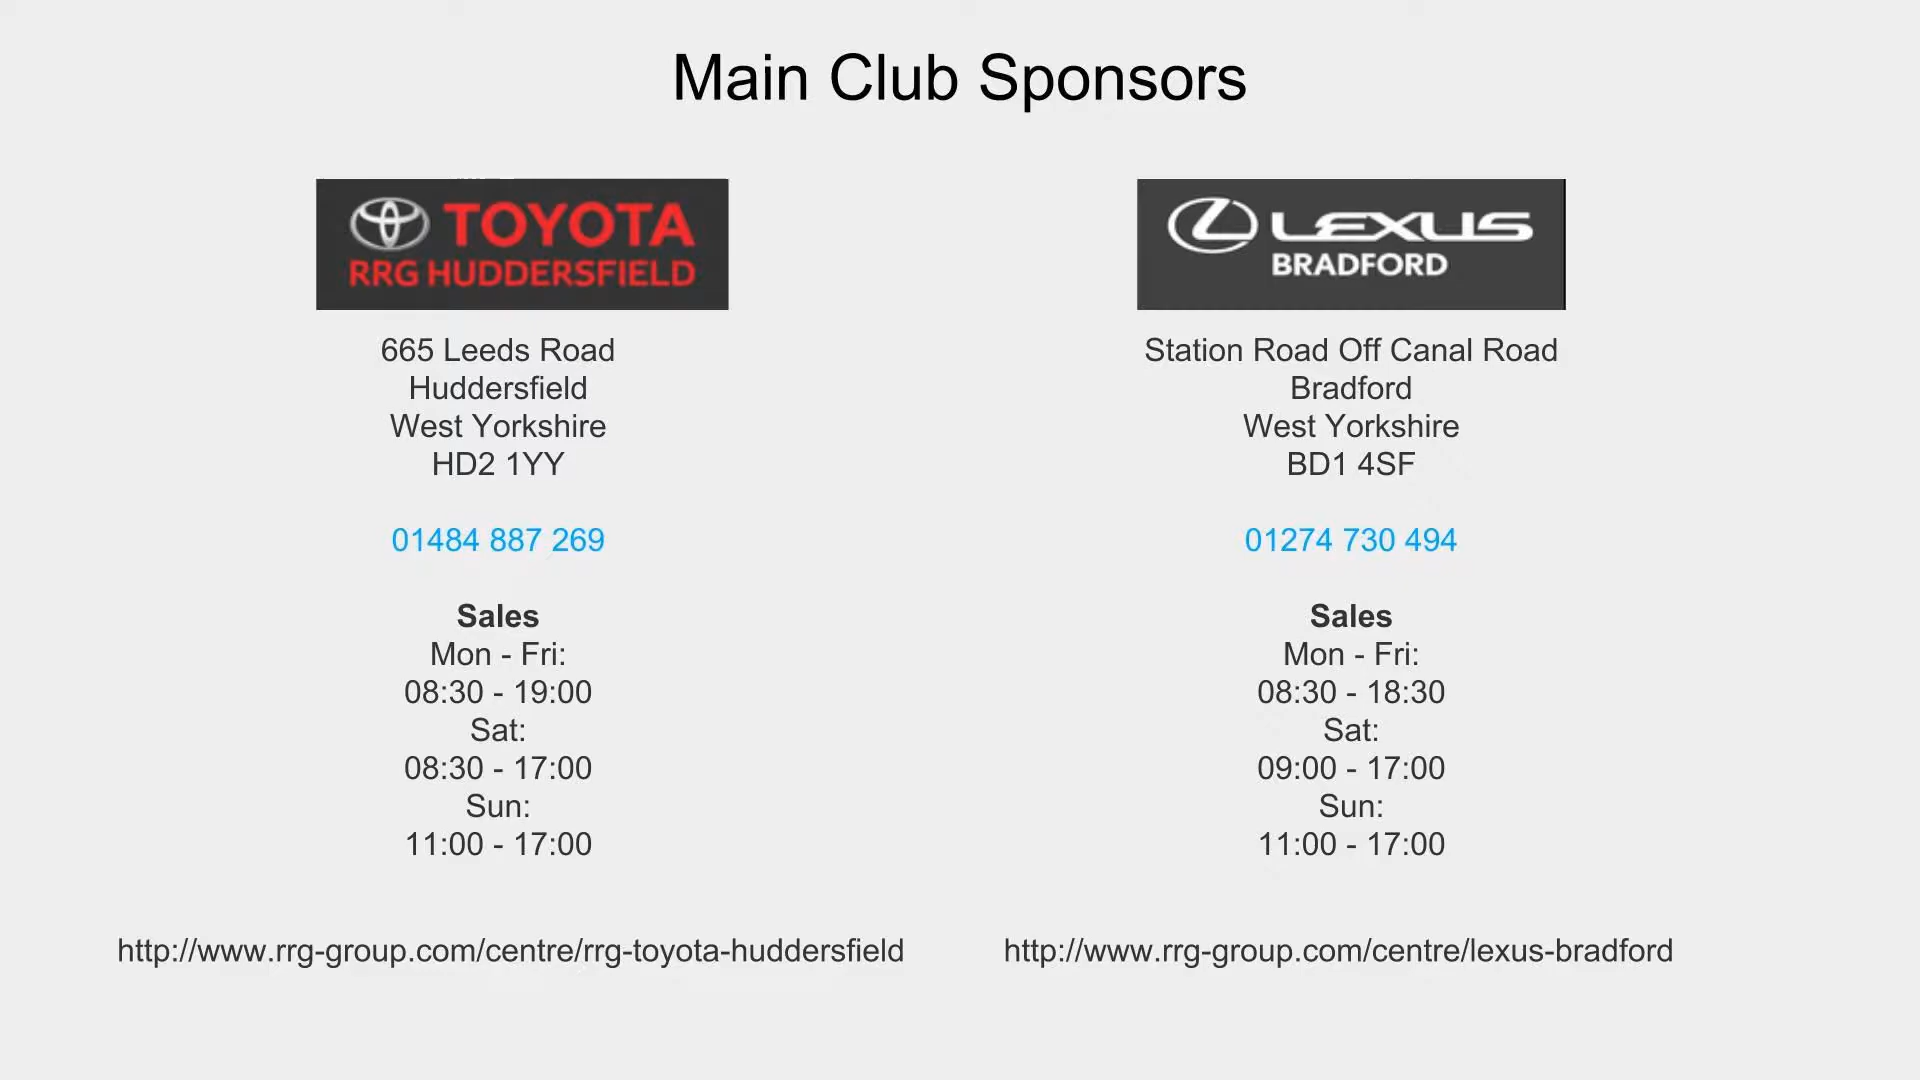 Main Club Sponsors
TOYOTA
RRG HUDDERSFIELD
665 Leeds Road
Huddersfield
West Yorkshire
HD2 1YY
01484 887 269
Sales
Mon - Fri:
08:30 - 19:00
Sat:
08:30 - 17:00
Sun:
11:00 - 17:00
http://www.rrg-group.com/centre/rrg-toyota-huddersfield
LEXUS
BRADFORD
Station Road Off Canal Road
Bradford
West Yorkshire
BD1 4SF
01274 730 494
Sales
Mon - Fri:
08:30 - 18:30
Sat:
09:00 - 17:00
Sun:
11:00 - 17:00
http://www.rrg-group.com/centre/lexus-bradford